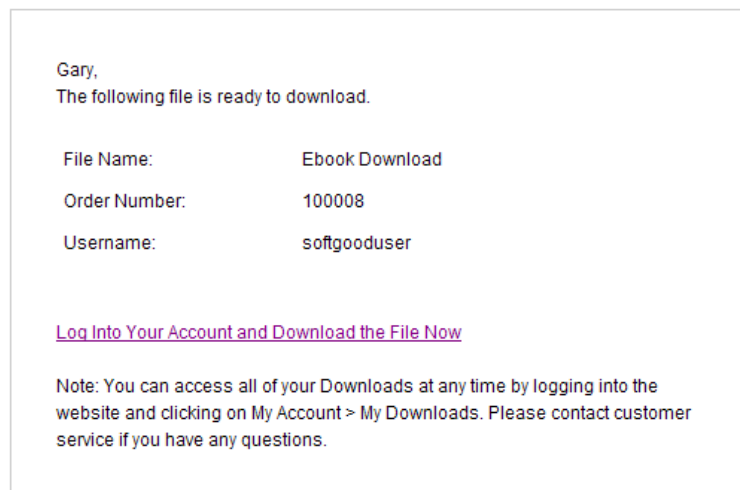 Gary,
The following file is ready to download.
File Name: Ebook Download
Order Number: 100008
Username: softgooduser
Log Into Your Account and Download the File Now
Note: You can access all of your Downloads at any time by logging into the
website and clicking on My Account > My Downloads. Please contact customer
service if you have any questions.